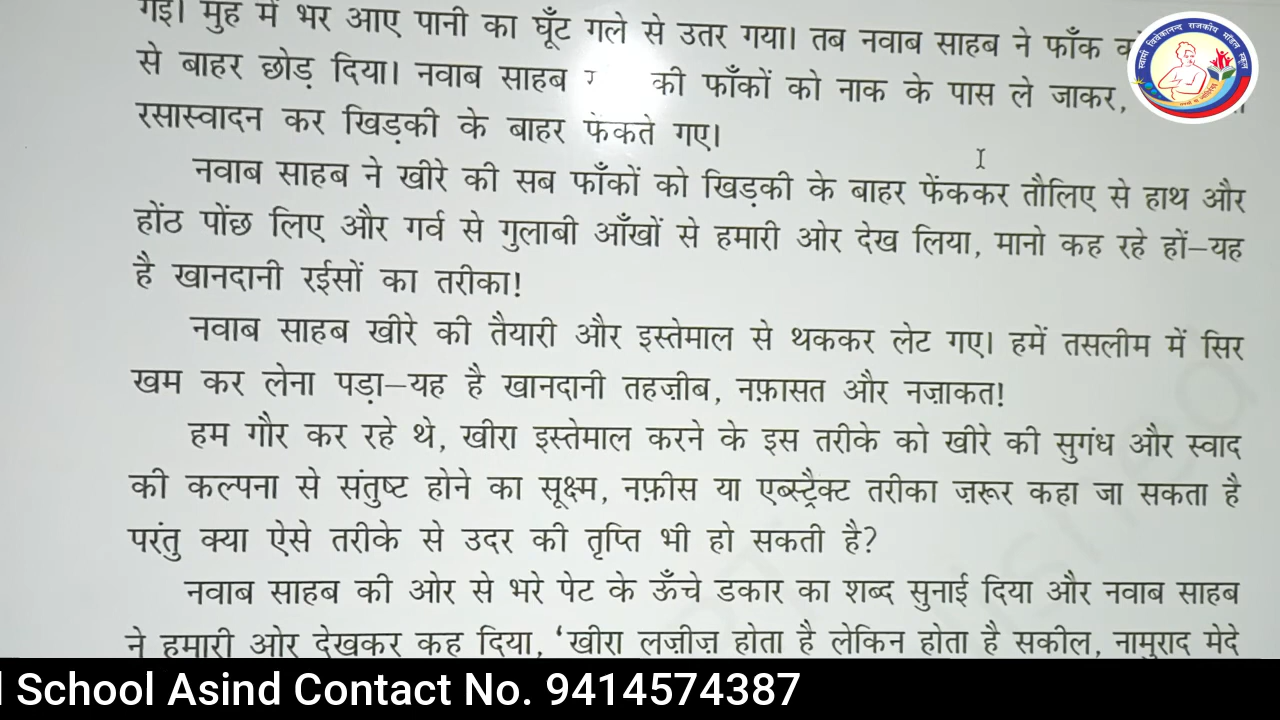 गई। मुँह में भर आए पानी का घूँट गले से उतर गया। तब नवाब साहब ने फाँक
से बाहर छोड़ दिया। नवाब साहब की फाँकों को नाक के पास ले जाकर,
रसास्वादन कर खिड़की के बाहर फेंकते गए।
नवाब साहब ने खीरे की सब फाँकों को खिड़की के बाहर फेंककर तौलिए से हाथ और
होंठ पोंछ लिए और गर्व से गुलाबी आँखों से हमारी ओर देख लिया, मानो कह रहे हों–यह
है खानदानी रईसों का तरीका!
नवाब साहब खीरे की तैयारी और इस्तेमाल से थककर लेट गए। हमें तसलीम में सिर
खम कर लेना पड़ा–यह है खानदानी तहज़ीब, नफ़ासत और नज़ाकत!
हम गौर कर रहे थे, खीरा इस्तेमाल करने के इस तरीके को खीरे की सुगंध और स्वाद
की कल्पना से संतुष्ट होने का सूक्ष्म, नफ़ीस या एब्स्ट्रैक्ट तरीका ज़रूर कहा जा सकता है
परंतु क्या ऐसे तरीके से उदर की तृप्ति भी हो सकती है?
नवाब साहब की ओर से भरे पेट के ऊँचे डकार का शब्द सुनाई दिया और नवाब साहब
ने हमारी ओर देखकर कह दिया, ‘खीरा लज़ीज़ होता है लेकिन होता है सकील, नामुराद मेदे
स्वामी विवेकानन्द राजकीय मॉडल स्कूल
School Asind Contact No. 9414574387